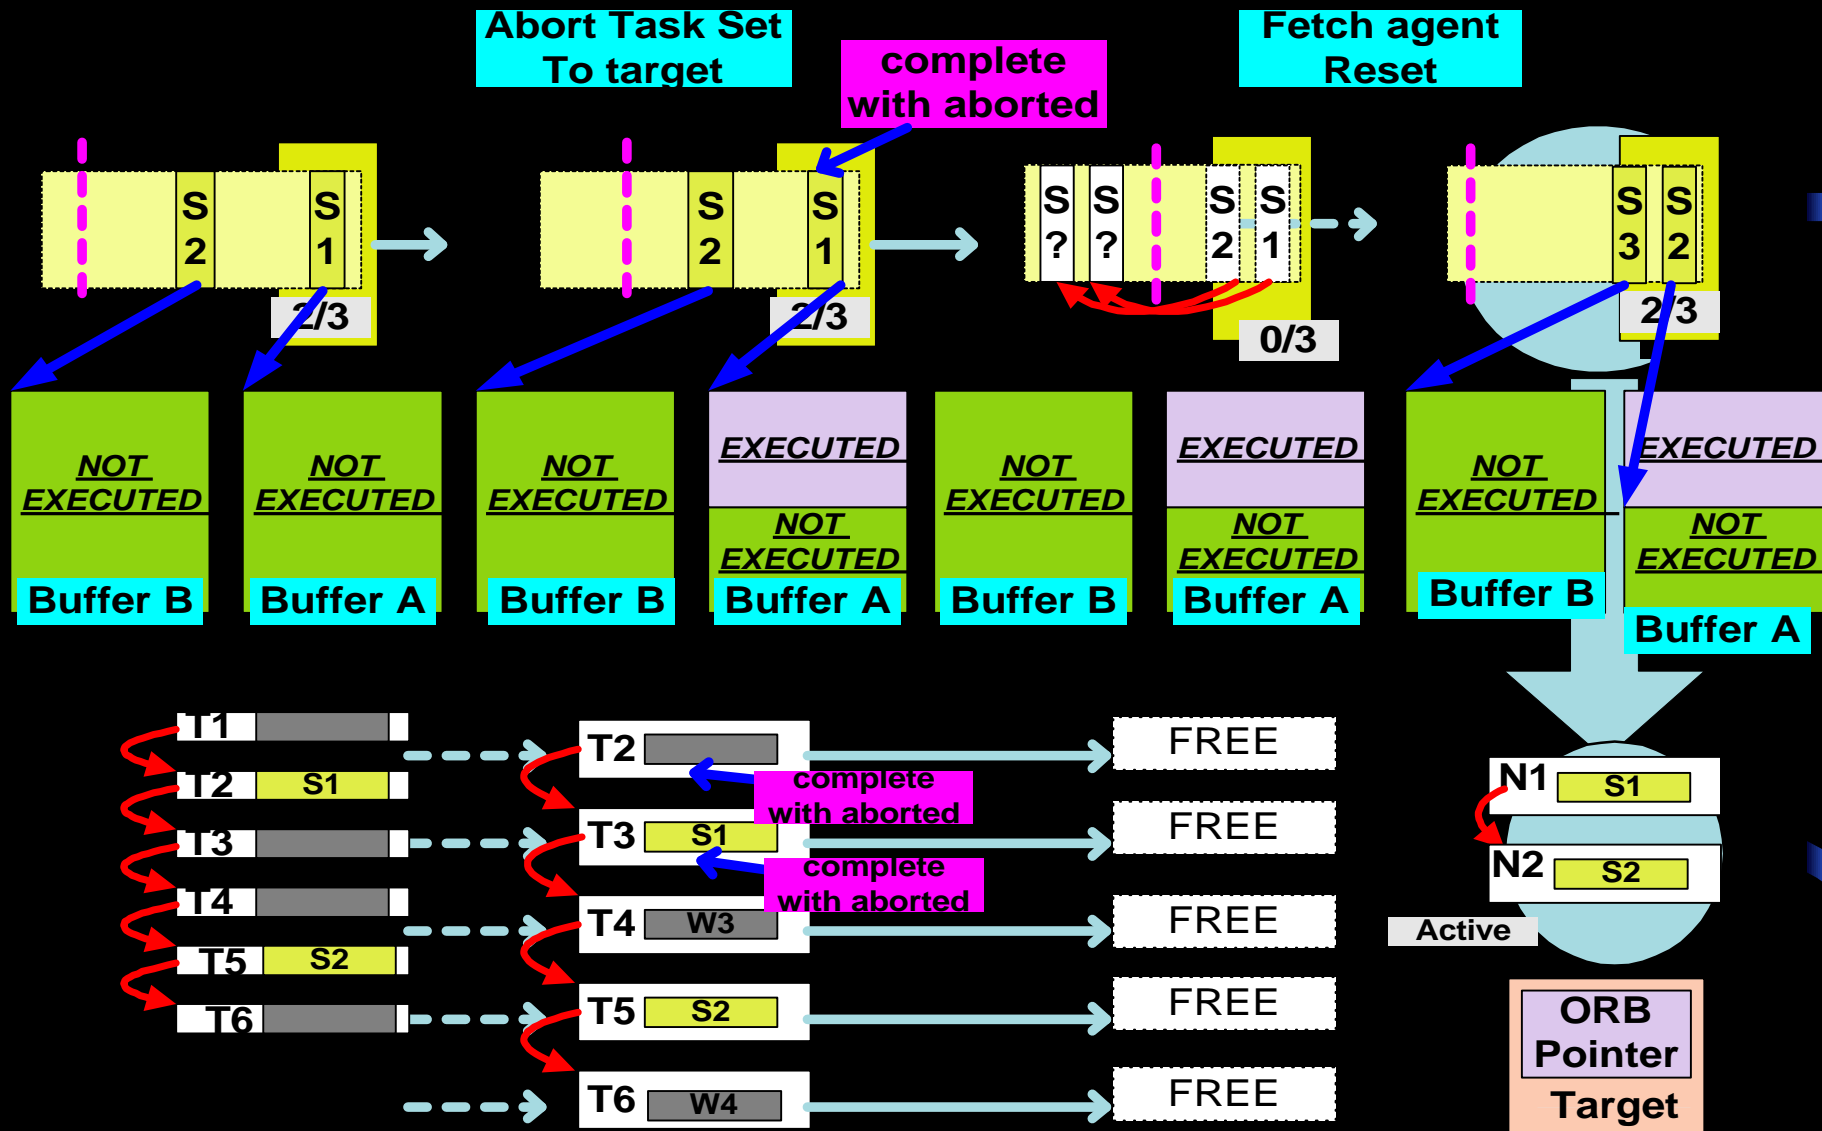 Abort Task Set
To target
complete
with aborted
Fetch agent
Reset
S
2
S
1
2/3
S
2
S
1
2/3
S
?
S
?
S
2
S
1
0/3
S
3
S
2
2/3
NOT
EXECUTED
Buffer B
NOT
EXECUTED
Buffer A
NOT
EXECUTED
Buffer B
EXECUTED
NOT
EXECUTED
Buffer A
NOT
EXECUTED
Buffer B
EXECUTED
NOT
EXECUTED
Buffer A
NOT
EXECUTED
Buffer B
EXECUTED
NOT
EXECUTED
Buffer A
T1
T2 S1
T3
T4
T5 S2
T6
T2
complete
with aborted
T3 S1
complete
with aborted
T4 W3
T5 S2
T6 W4
FREE
FREE
FREE
FREE
FREE
N1 S1
N2 S2
Active
ORB
Pointer
Target